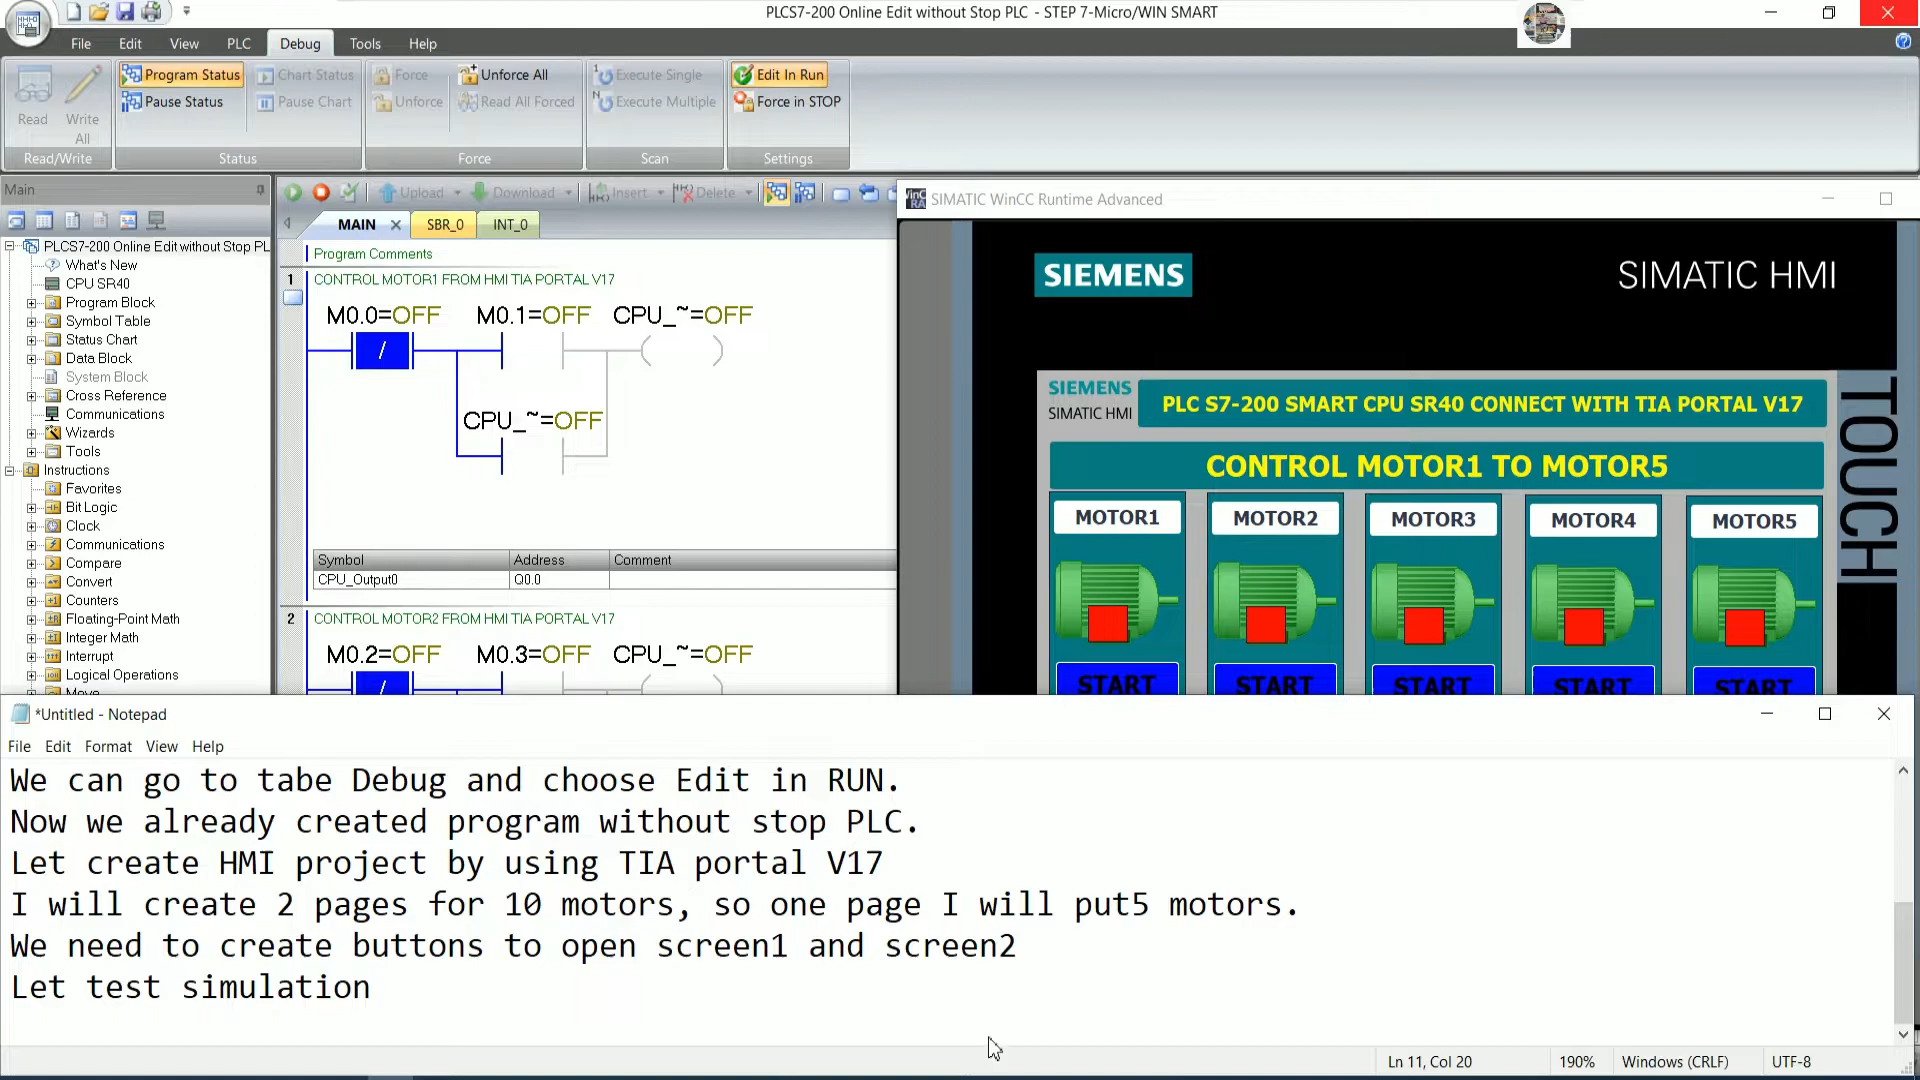 PLCS7-200 Online Edit without Stop PLC - STEP 7-Micro/WIN SMART
File Edit View PLC Debug Tools Help
Read Write All
Program Status
Pause Status
Chart Status
Pause Chart
Force
Unforce
Unforce All
Read All Forced
Execute Single
Execute Multiple
Edit In Run
Force in STOP
Read/Write Status Force Scan Settings
Main
Upload Download Insert Delete
MAIN SBR_0 INT_0
PLCS7-200 Online Edit without Stop PL
What's New
CPU SR40
Program Block
Symbol Table
Status Chart
Data Block
System Block
Cross Reference
Communications
Wizards
Tools
Instructions
Favorites
Bit Logic
Clock
Communications
Compare
Convert
Counters
Floating-Point Math
Integer Math
Interrupt
Logical Operations
Move
Program Comments
1 CONTROL MOTOR1 FROM HMI TIA PORTAL V17
M0.0=OFF M0.1=OFF CPU_~=OFF
CPU_~=OFF
Symbol Address Comment
CPU_Output0 Q0.0
2 CONTROL MOTOR2 FROM HMI TIA PORTAL V17
M0.2=OFF M0.3=OFF CPU_~=OFF
SIMATIC WinCC Runtime Advanced
SIEMENS
SIMATIC HMI
TOUCH
SIEMENS
SIMATIC HMI
PLC S7-200 SMART CPU SR40 CONNECT WITH TIA PORTAL V17
CONTROL MOTOR1 TO MOTOR5
MOTOR1 MOTOR2 MOTOR3 MOTOR4 MOTOR5
START START START START START
*Untitled - Notepad
File Edit Format View Help
We can go to tabe Debug and choose Edit in RUN.
Now we already created program without stop PLC.
Let create HMI project by using TIA portal V17
I will create 2 pages for 10 motors, so one page I will put5 motors.
We need to create buttons to open screen1 and screen2
Let test simulation
Ln 11, Col 20 190% Windows (CRLF) UTF-8